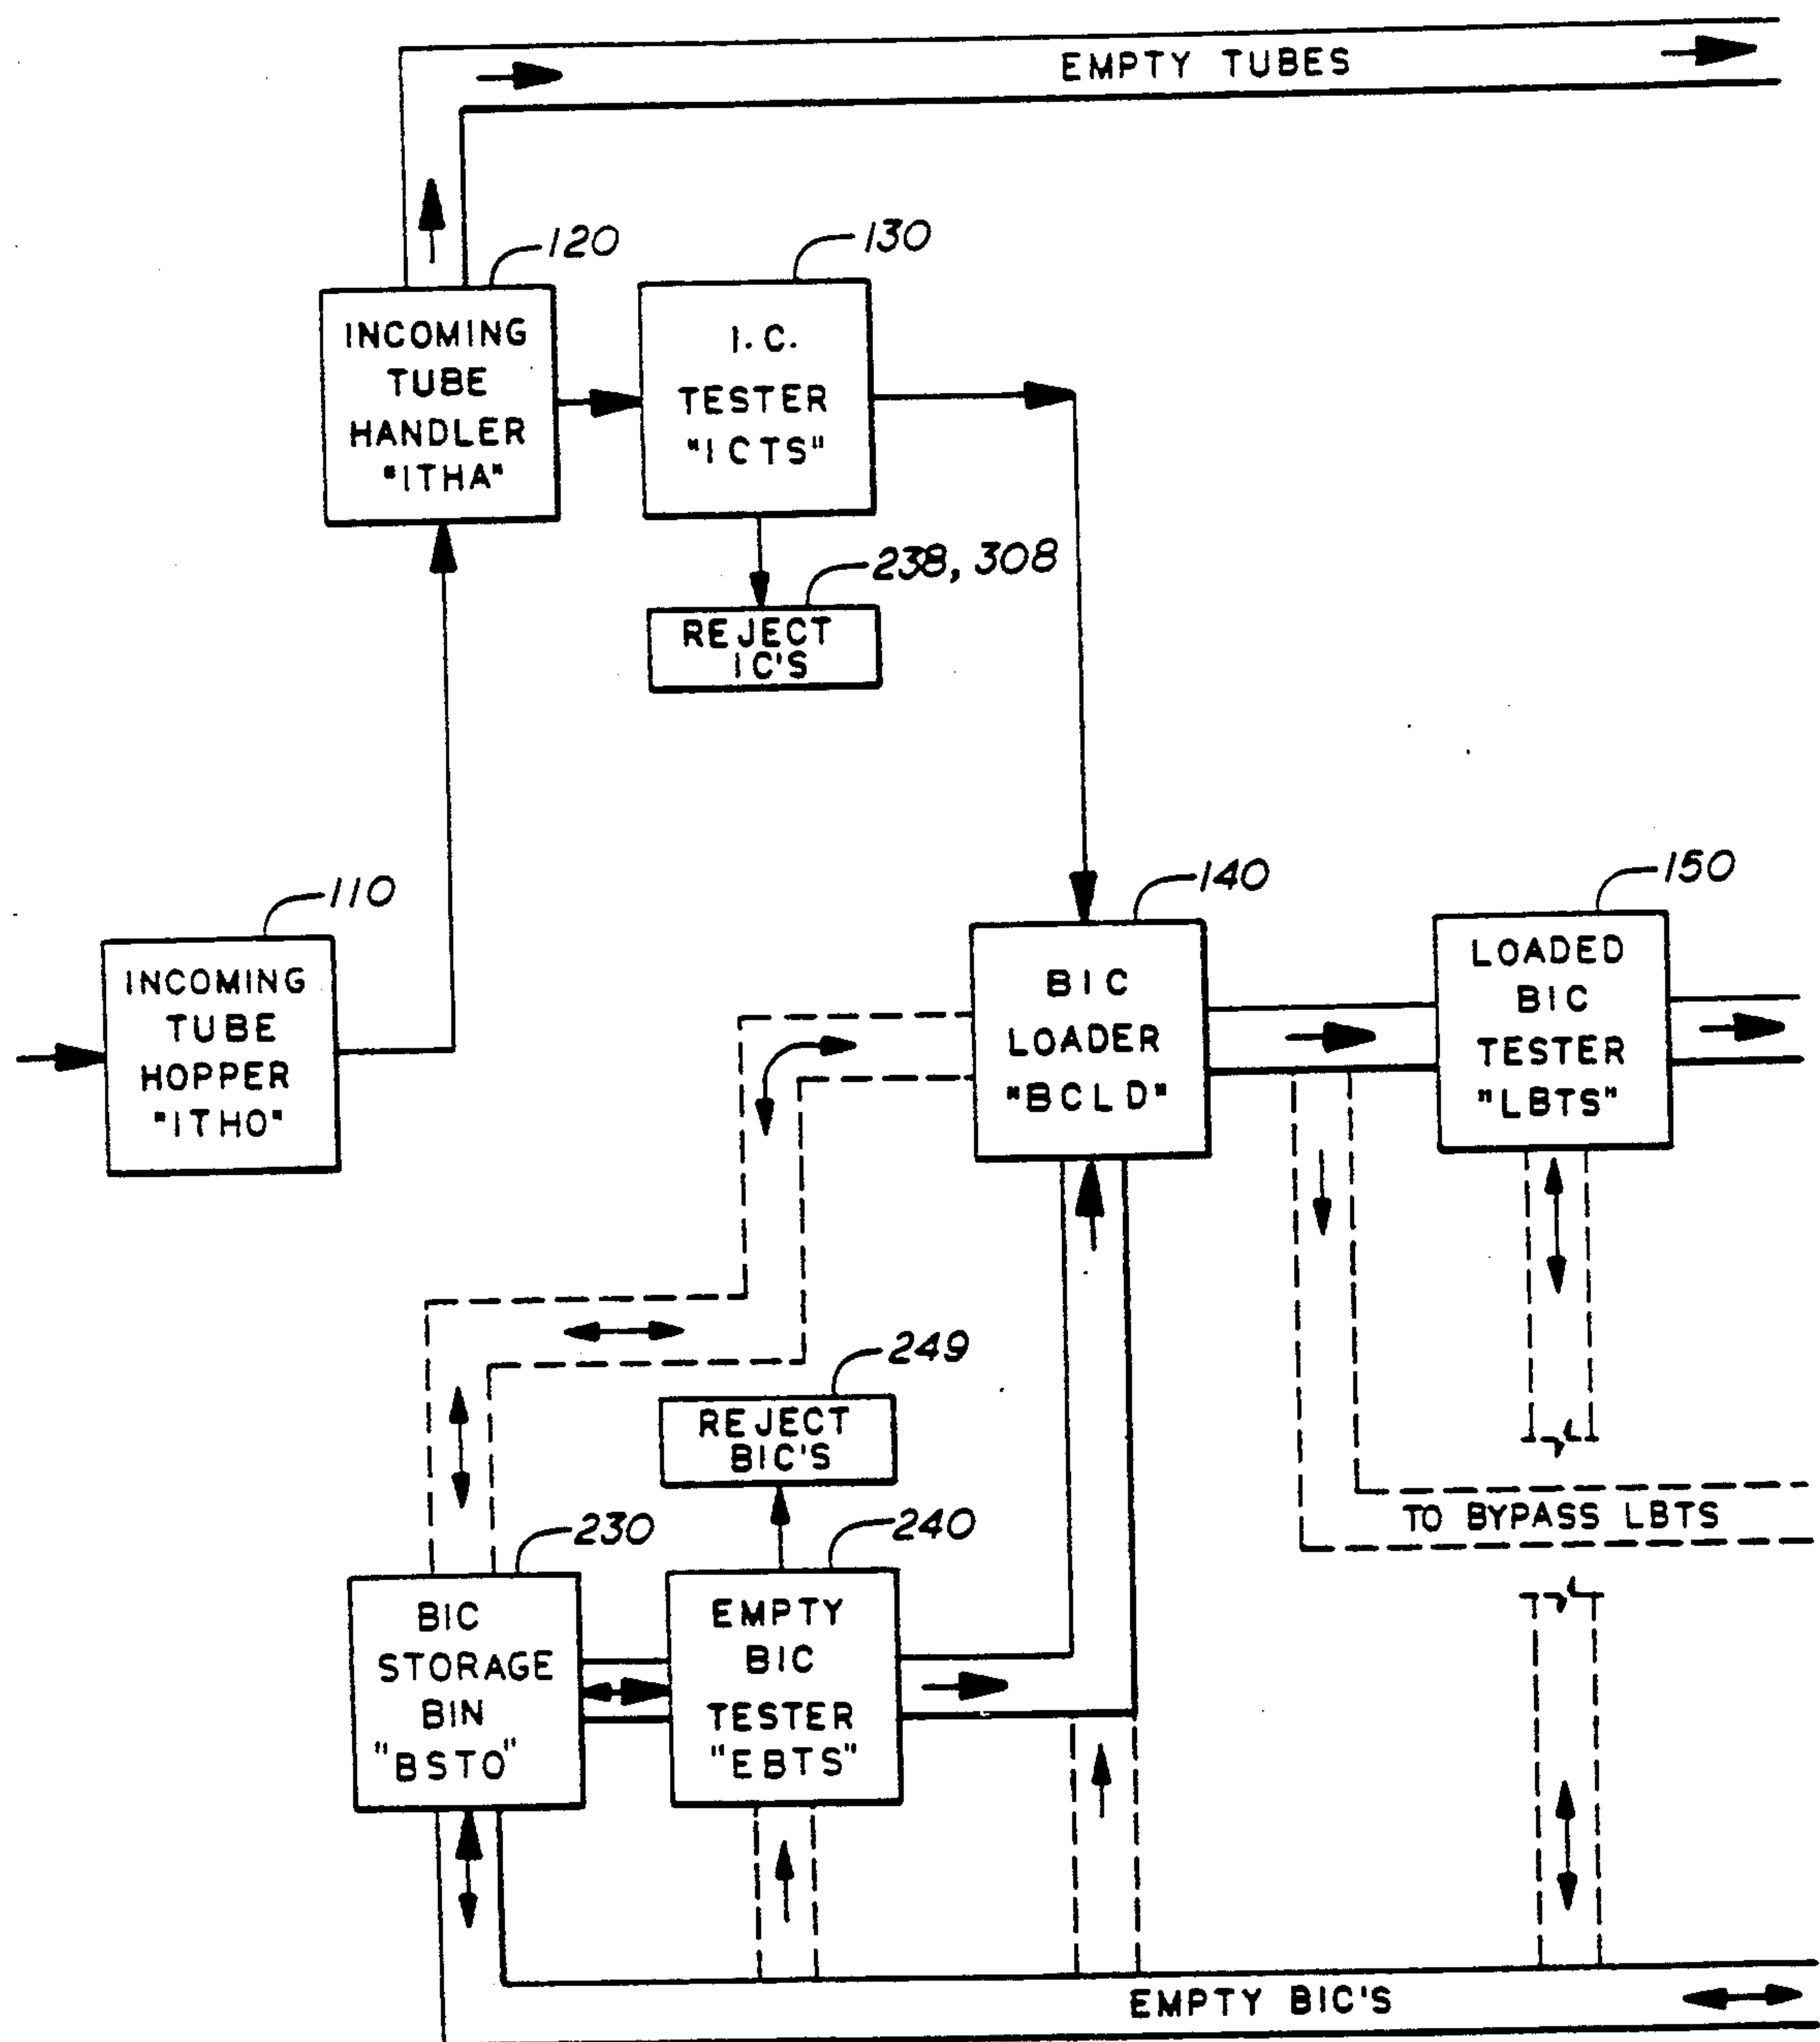 EMPTY TUBES
120
130
INCOMING
TUBE
HANDLER
"ITHA"
I.C.
TESTER
"ICTS"
238, 308
REJECT
IC'S
110
140
150
INCOMING
TUBE
HOPPER
"ITHO"
BIC
LOADER
"BCLD"
LOADED
BIC
TESTER
"LBTS"
249
REJECT
BIC'S
TO BYPASS LBTS
230
240
BIC
STORAGE
BIN
"BSTO"
EMPTY
BIC
TESTER
"EBTS"
EMPTY BIC'S